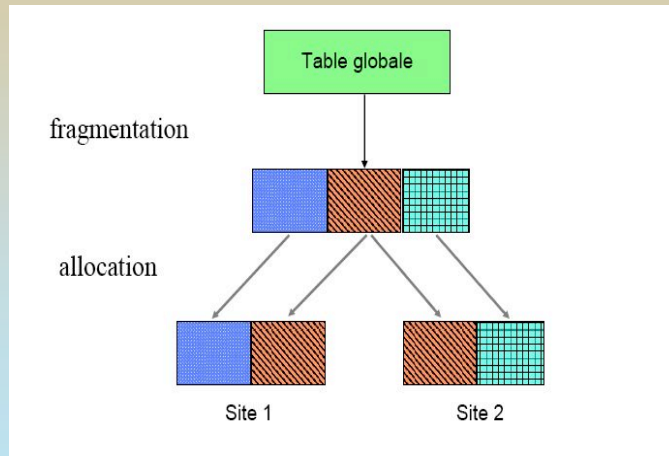 Table globale
fragmentation
allocation
Site 1
Site 2